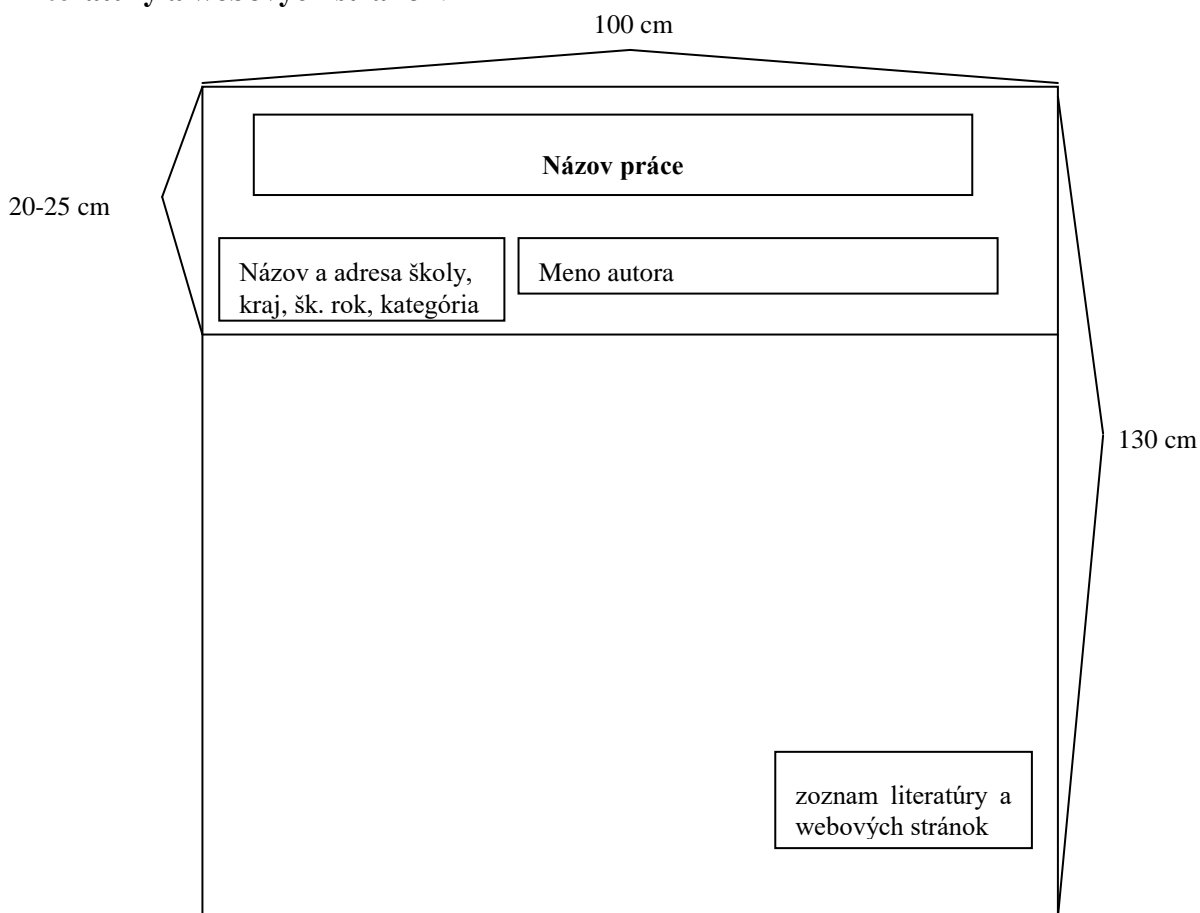 100 cm
Názov práce
20-25 cm
Názov a adresa školy,
kraj, šk. rok, kategória
Meno autora
130 cm
zoznam literatúry a
webových stránok